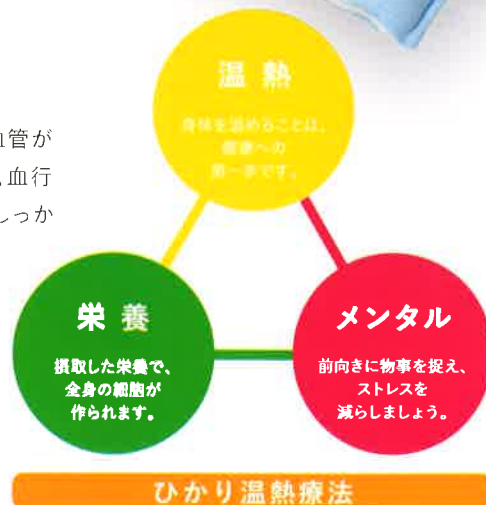 温熱
身体を温めることは、
健康への
第一歩です。
血管が
血行
しっか
栄養
摂取した栄養で、
全身の細胞が
作られます。
メンタル
前向きに物事を捉え、
ストレスを
減らしましょう。
ひかり温熱療法